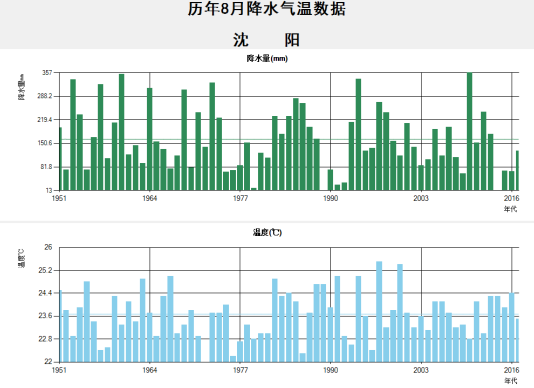 历年8月降水气温数据
沈 阳
降水量(mm)
降水量mm
357
288.2
219.4
150.6
81.8
13
1951 1964 1977 1990 2003 2016
年代
温度(℃)
温度℃
26
25.2
24.4
23.6
22.8
22
1951 1964 1977 1990 2003 2016
年代